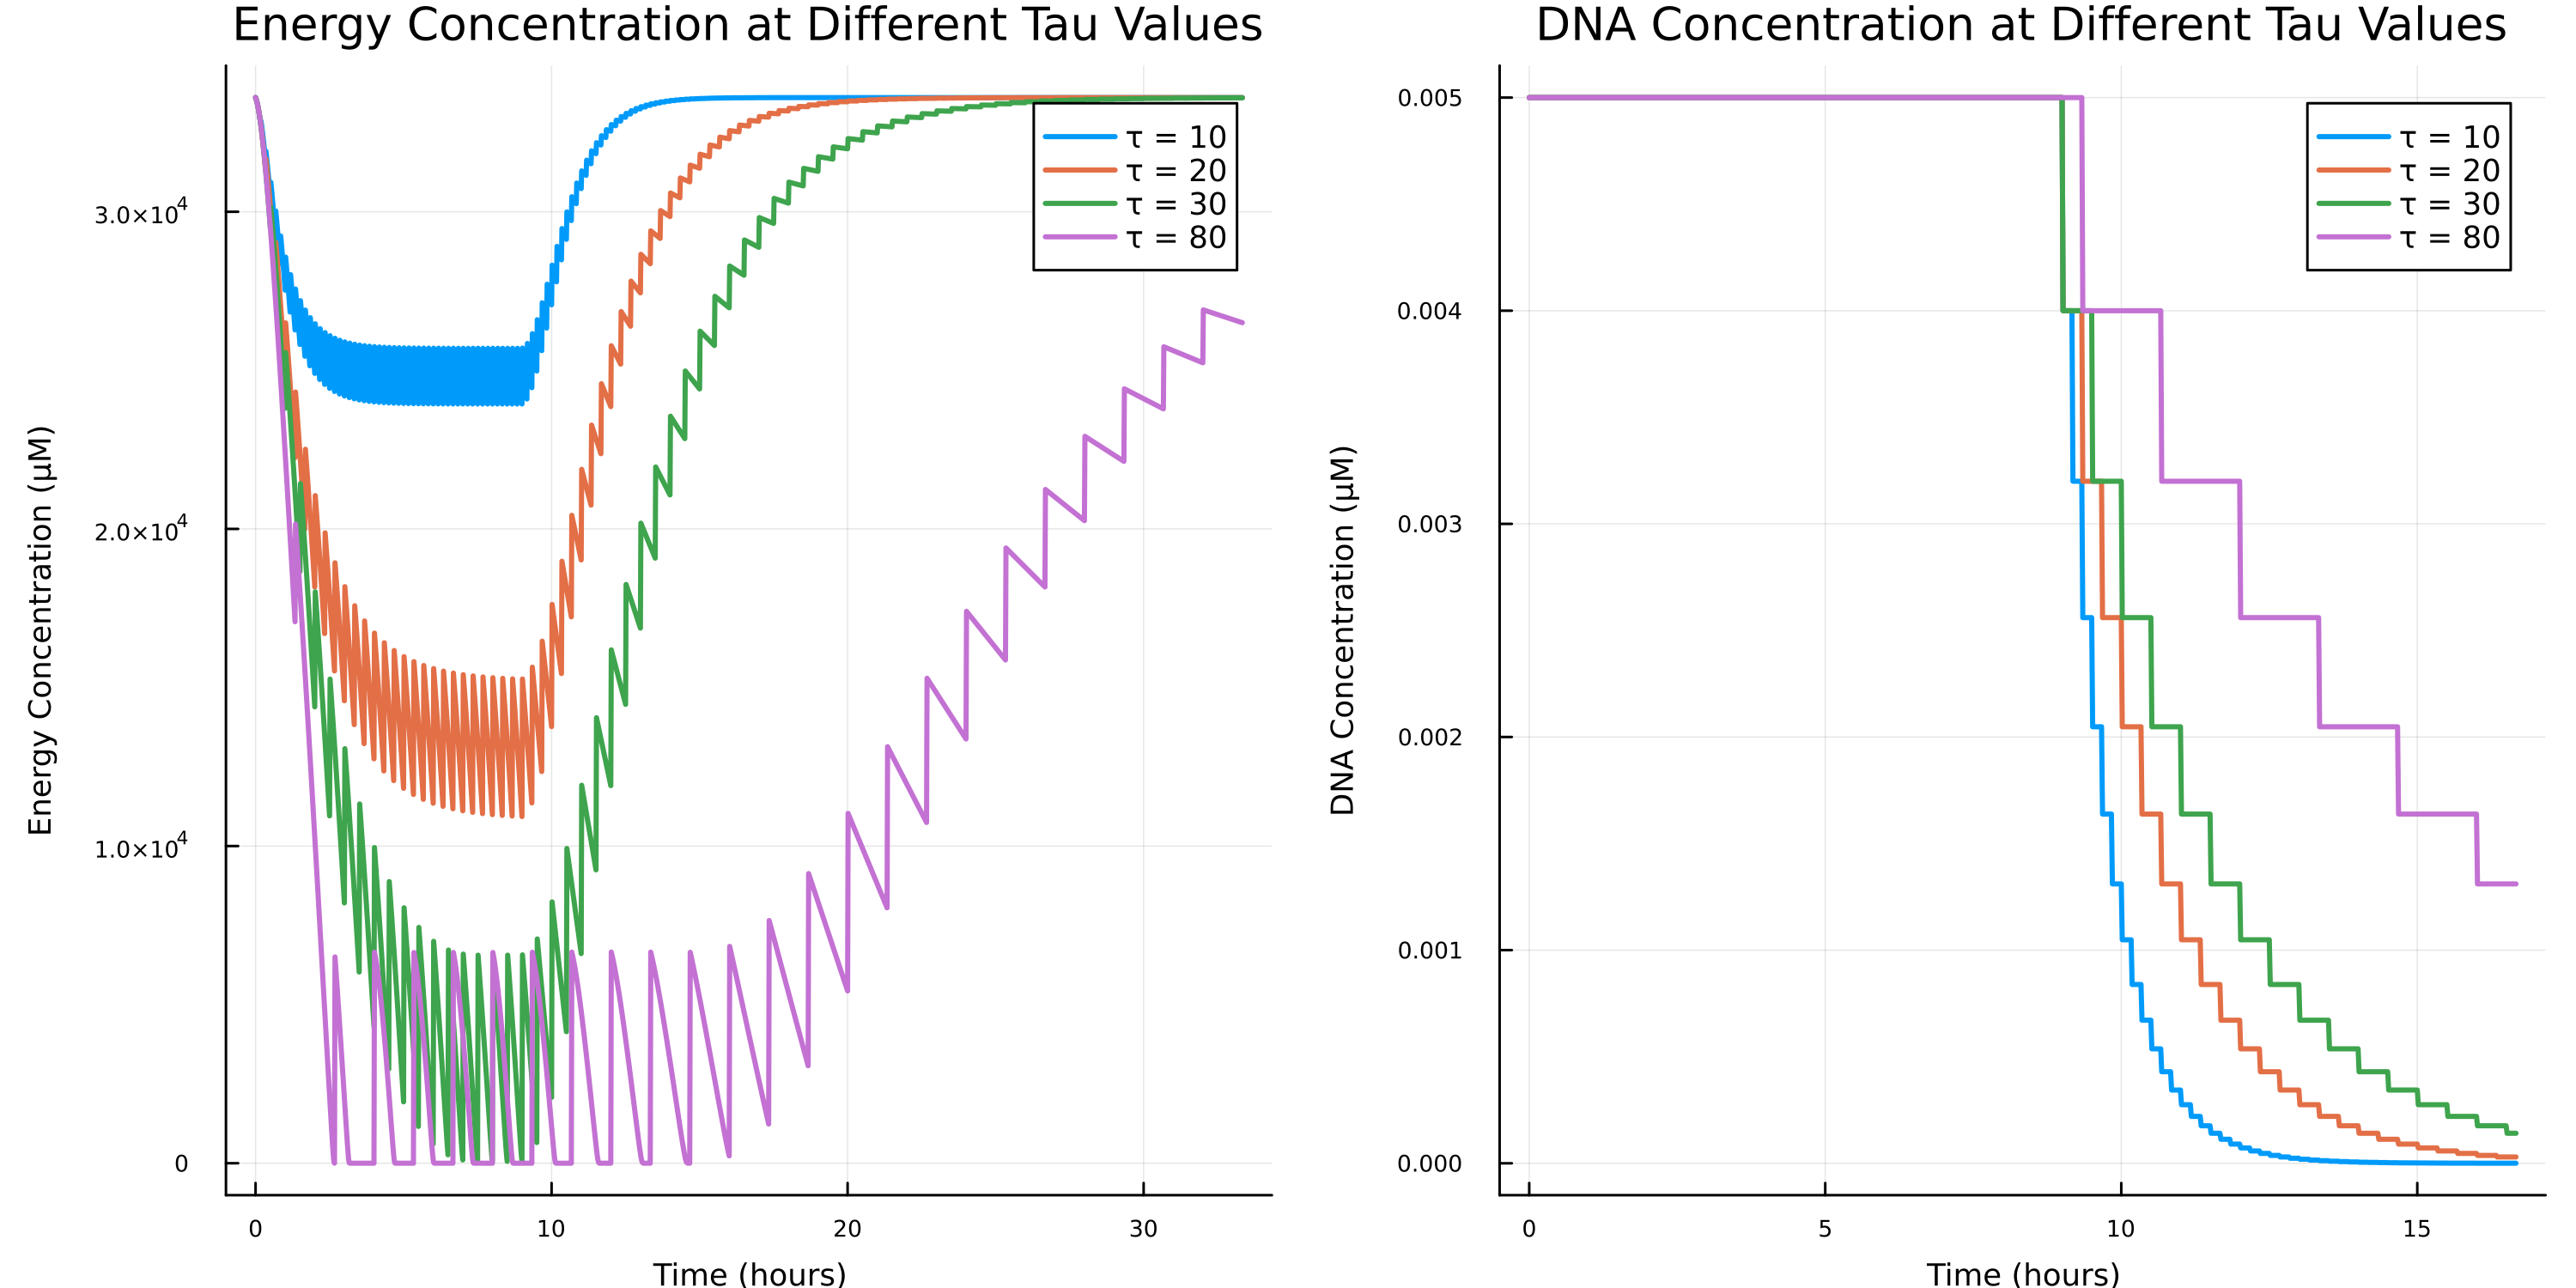 Energy Concentration at Different Tau Values
Energy Concentration (μM)
3.0×10⁴
2.0×10⁴
1.0×10⁴
0
0 10 20 30
Time (hours)
τ = 10
τ = 20
τ = 30
τ = 80
DNA Concentration at Different Tau Values
DNA Concentration (μM)
0.005
0.004
0.003
0.002
0.001
0.000
0 5 10 15
Time (hours)
τ = 10
τ = 20
τ = 30
τ = 80